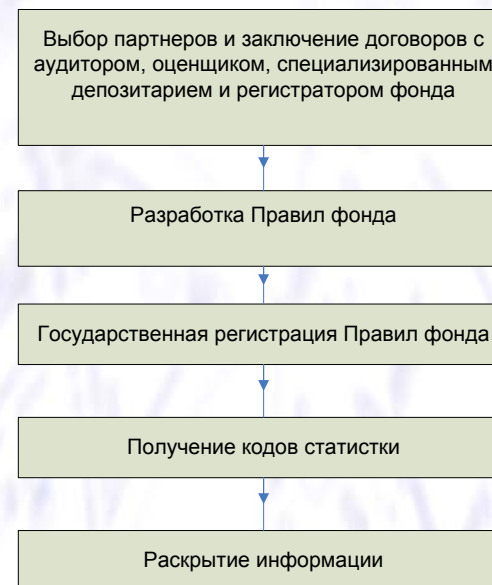 Выбор партнеров и заключение договоров с
аудитором, оценщиком, специализированным
депозитарием и регистратором фонда
Разработка Правил фонда
Государственная регистрация Правил фонда
Получение кодов статистки
Раскрытие информации